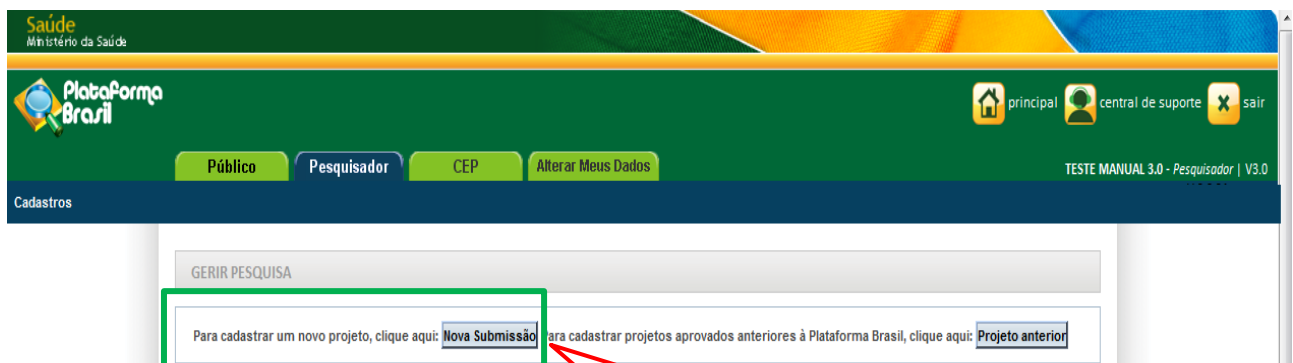 Saúde
Ministério da Saúde
Plataforma
Brasil
principal central de suporte sair
Público Pesquisador CEP Alterar Meus Dados
TESTE MANUAL 3.0 - Pesquisador | V3.0
Cadastros
GERIR PESQUISA
Para cadastrar um novo projeto, clique aqui: Nova Submissão Para cadastrar projetos aprovados anteriores à Plataforma Brasil, clique aqui: Projeto anterior